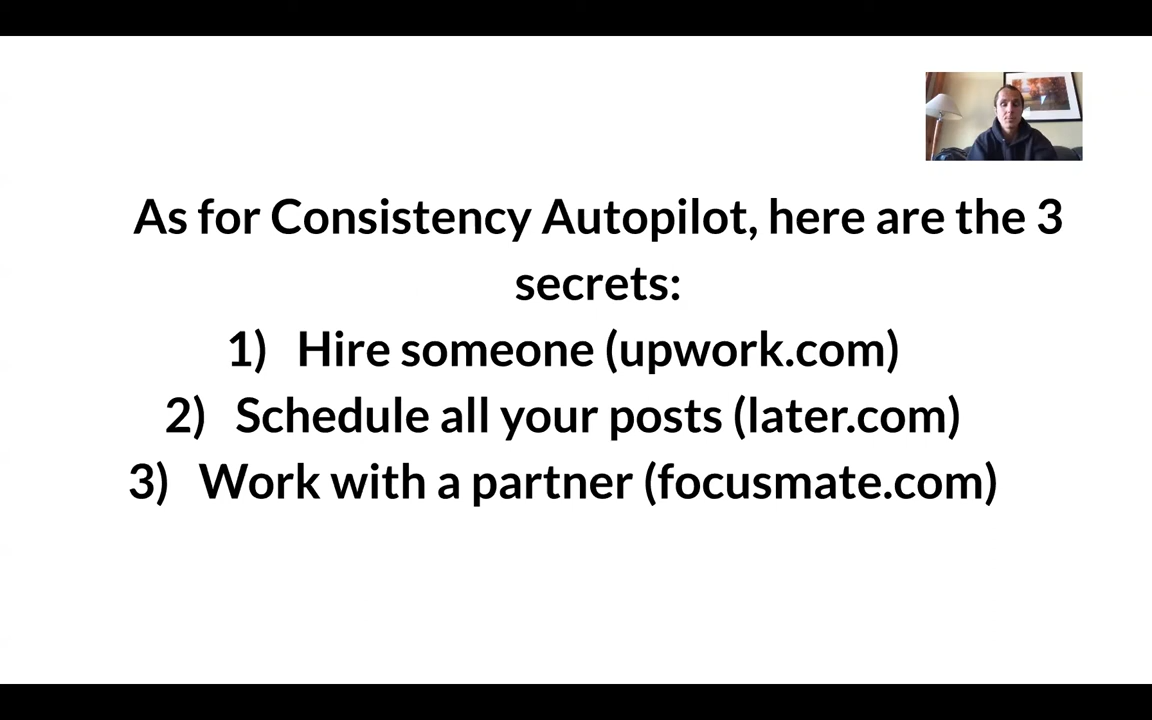 As for Consistency Autopilot, here are the 3
secrets:
1) Hire someone (upwork.com)
2) Schedule all your posts (later.com)
3) Work with a partner (focusmate.com)